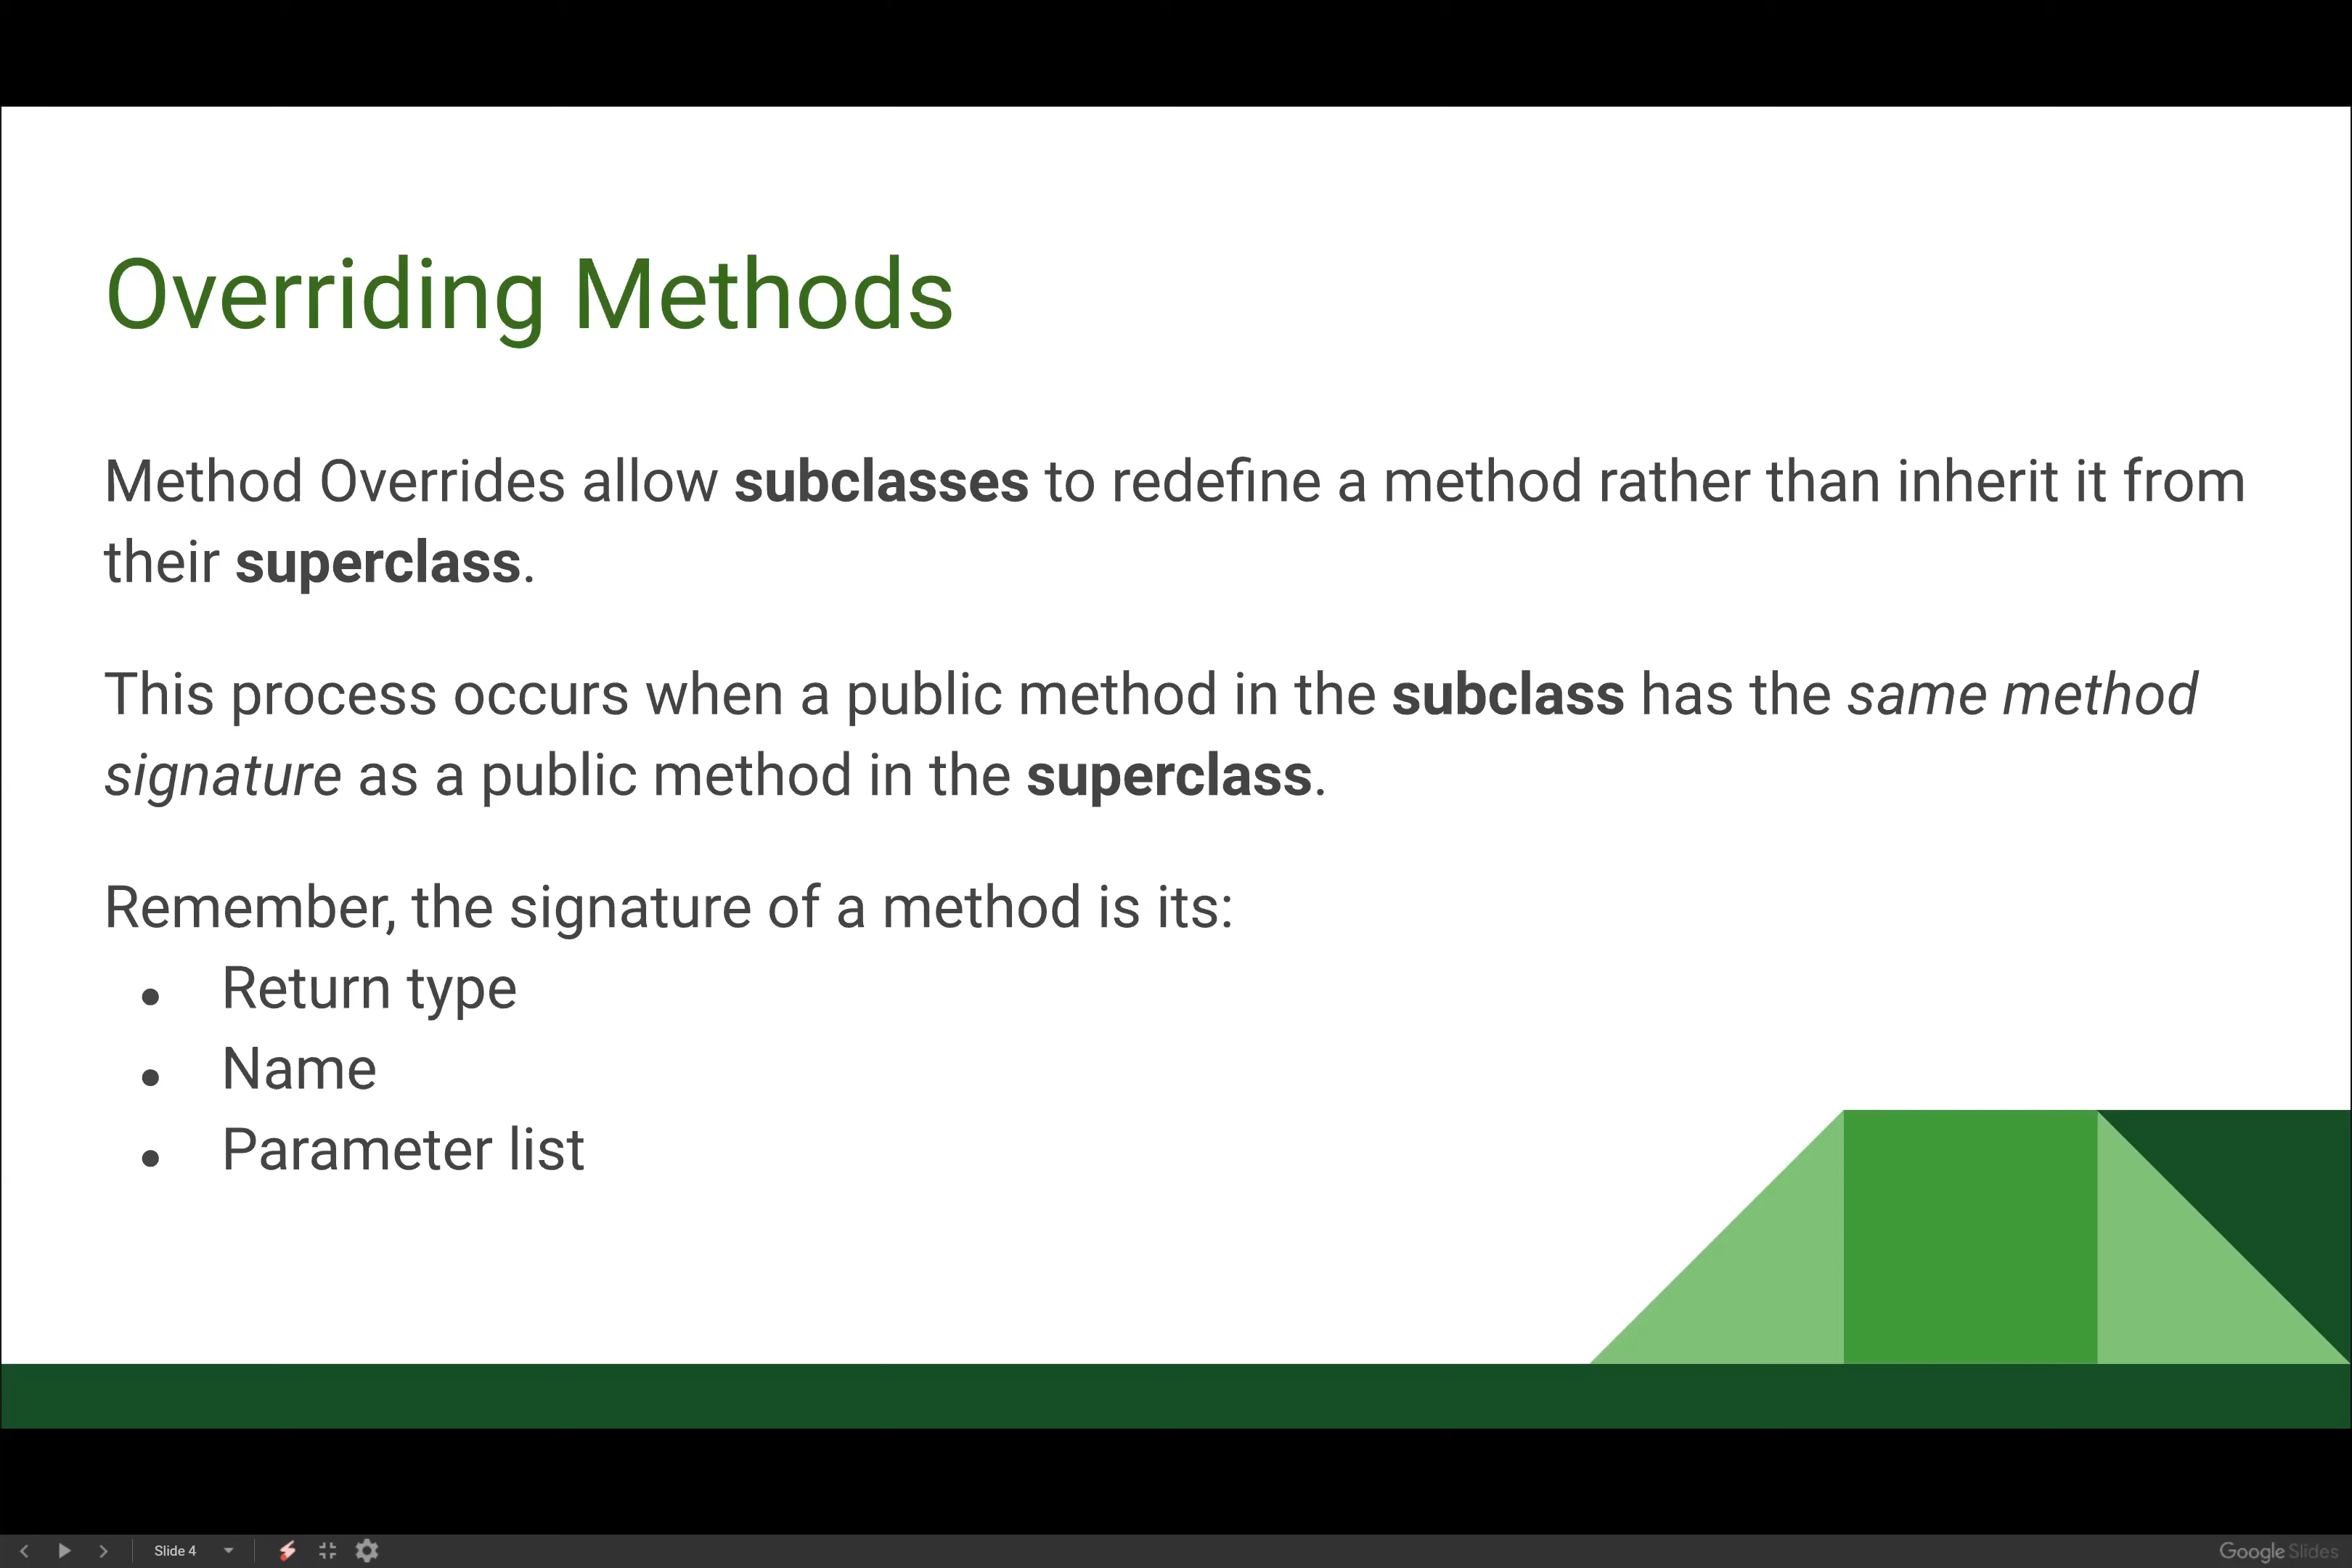 Overriding Methods
Method Overrides allow subclasses to redefine a method rather than inherit it from
their superclass.
This process occurs when a public method in the subclass has the same method
signature as a public method in the superclass.
Remember, the signature of a method is its:
● Return type
● Name
● Parameter list
Slide 4
Google Slides